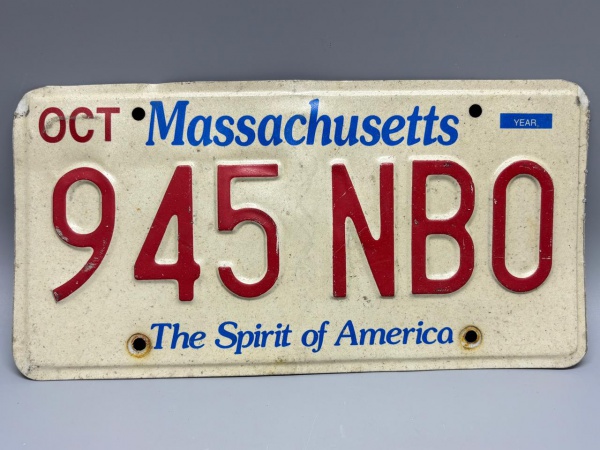 OCT Massachusetts YEAR
945 NBO
The Spirit of America